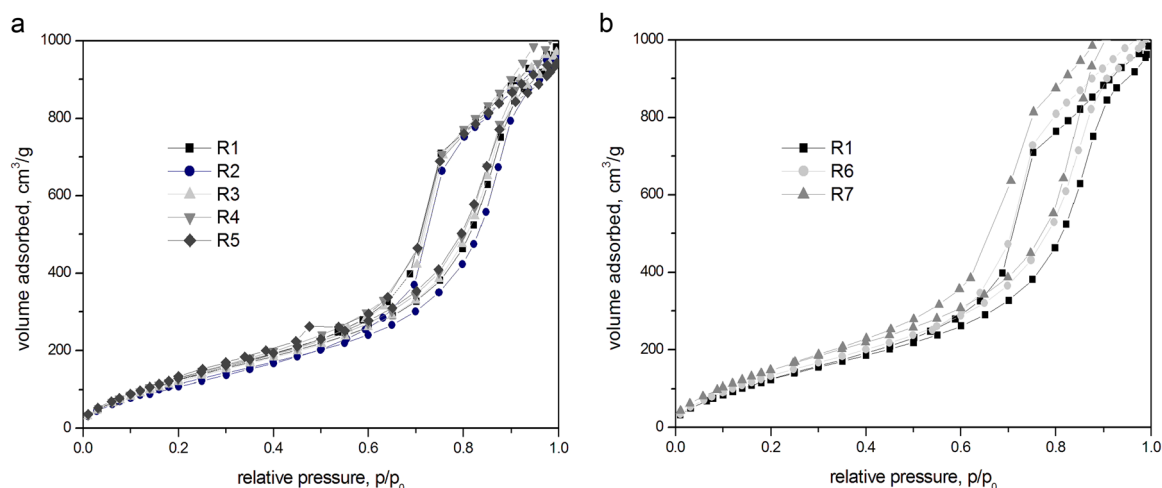 a
1000
800
600
400
200
0
volume adsorbed, cm³/g
R1
R2
R3
R4
R5
0.0 0.2 0.4 0.6 0.8 1.0
relative pressure, p/p₀
b
1000
800
600
400
200
0
volume adsorbed, cm³/g
R1
R6
R7
0.0 0.2 0.4 0.6 0.8 1.0
relative pressure, p/p₀